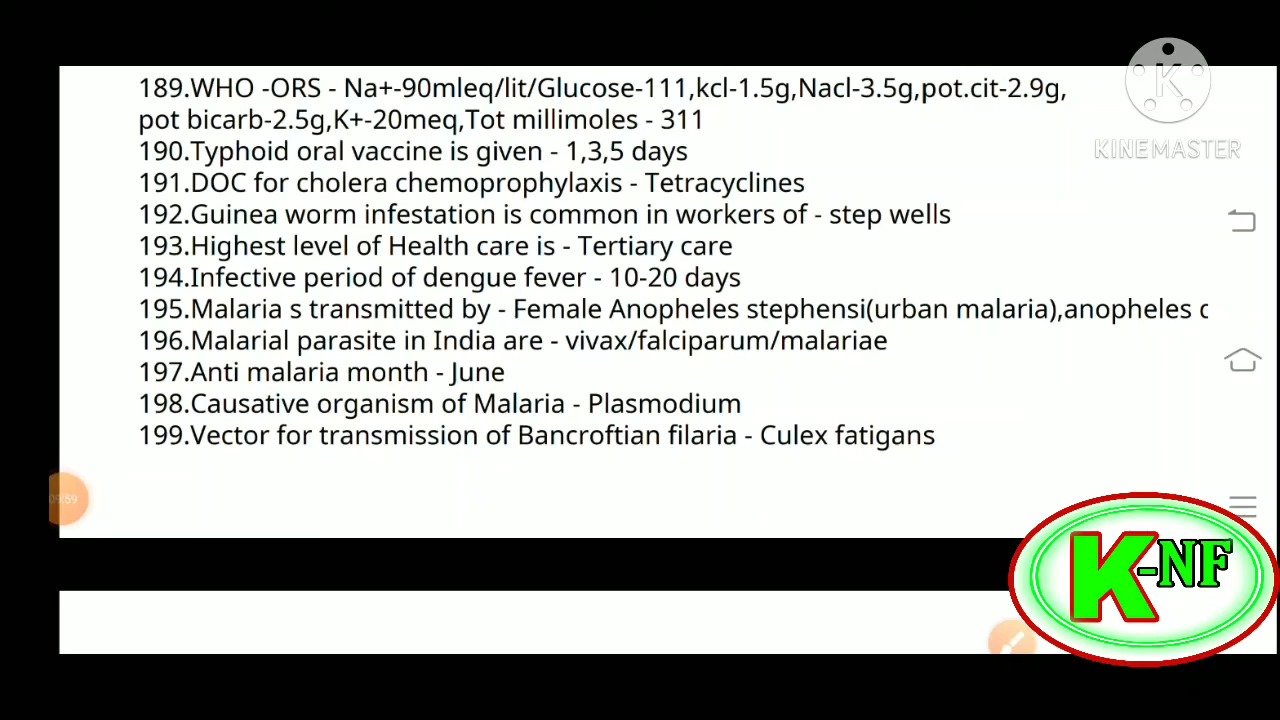 189.WHO -ORS - Na+-90mleq/lit/Glucose-111,kcl-1.5g,Nacl-3.5g,pot.cit-2.9g,
pot bicarb-2.5g,K+-20meq,Tot millimoles - 311
190.Typhoid oral vaccine is given - 1,3,5 days
191.DOC for cholera chemoprophylaxis - Tetracyclines
192.Guinea worm infestation is common in workers of - step wells
193.Highest level of Health care is - Tertiary care
194.Infective period of dengue fever - 10-20 days
195.Malaria s transmitted by - Female Anopheles stephensi(urban malaria),anopheles c
196.Malarial parasite in India are - vivax/falciparum/malariae
197.Anti malaria month - June
198.Causative organism of Malaria - Plasmodium
199.Vector for transmission of Bancroftian filaria - Culex fatigans
K
KINEMASTER
09:59
K-NF